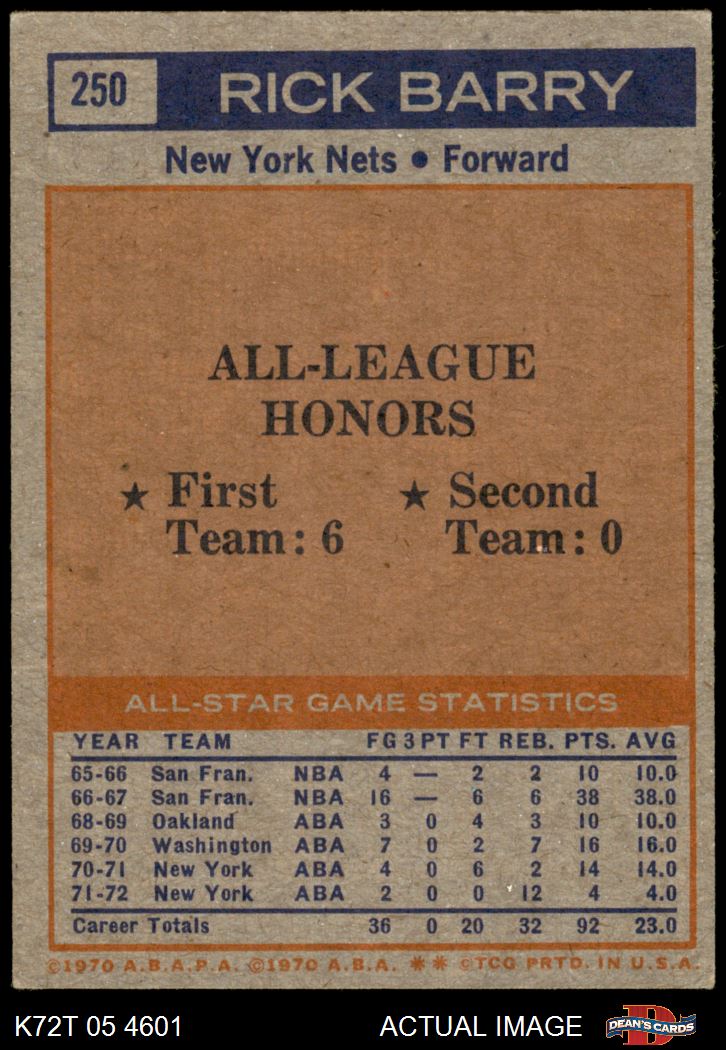 250 RICK BARRY
New York Nets • Forward
ALL-LEAGUE
HONORS
★ First ★ Second
Team: 6 Team: 0
ALL-STAR GAME STATISTICS
YEAR TEAM FG 3 PT FT REB. PTS. AVG
65-66 San Fran. NBA 4 — 2 2 10 10.0
66-67 San Fran. NBA 16 — 6 6 38 38.0
68-69 Oakland ABA 3 0 4 3 10 10.0
69-70 Washington ABA 7 0 2 7 16 16.0
70-71 New York ABA 4 0 6 2 14 14.0
71-72 New York ABA 2 0 0 12 4 4.0
Career Totals 36 0 20 32 92 23.0
©1970 A.B.A.P.A. ©1970 A.B.A. ** ©TCG PRTD. IN U.S.A.
K72T 05 4601 ACTUAL IMAGE DEAN'S CARDS